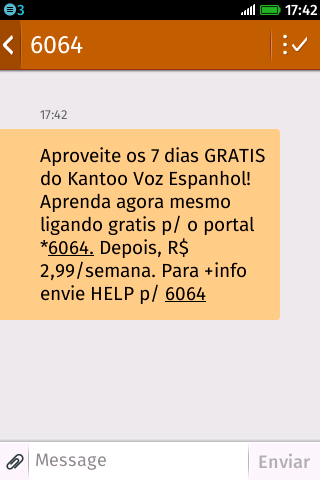 3 17:42
6064
17:42
Aproveite os 7 dias GRATIS
do Kantoo Voz Espanhol!
Aprenda agora mesmo
ligando gratis p/ o portal
*6064. Depois, R$
2,99/semana. Para +info
envie HELP p/ 6064
Message Enviar